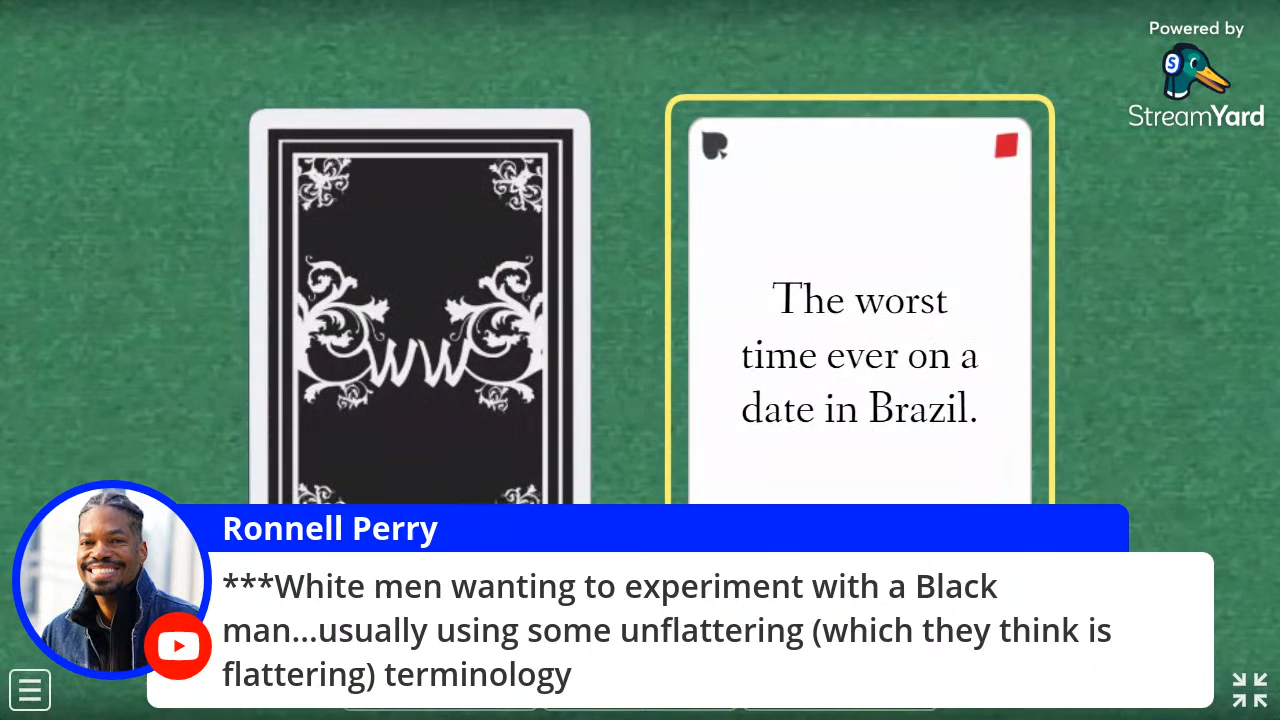 Powered by
S
StreamYard
WW
The worst
time ever on a
date in Brazil.
Ronnell Perry
***White men wanting to experiment with a Black
man...usually using some unflattering (which they think is
flattering) terminology